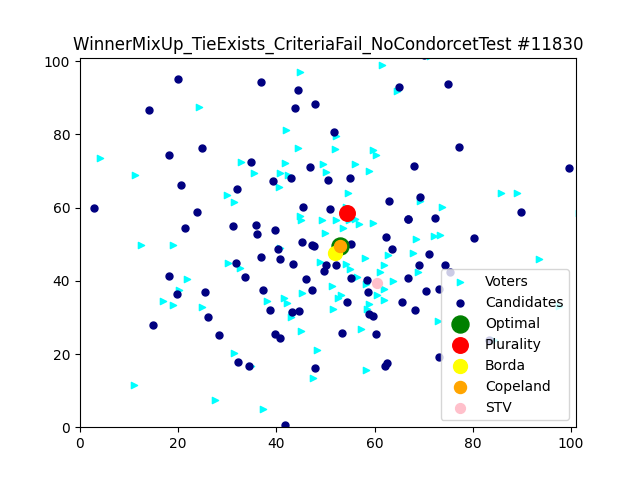 WinnerMixUp_TieExists_CriteriaFail_NoCondorcetTest #11830
100
80
60
40
20
0
0 20 40 60 80 100
Voters
Candidates
Optimal
Plurality
Borda
Copeland
STV